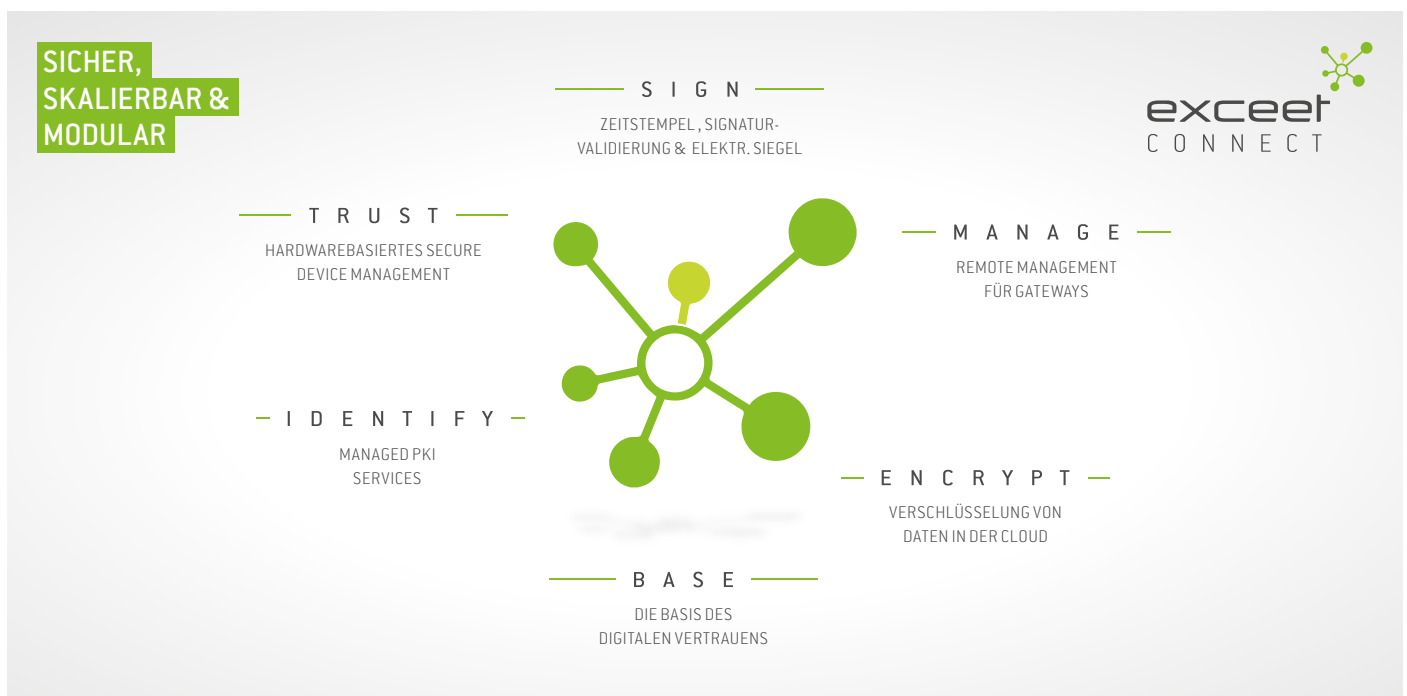 SICHER,
SKALIERBAR &
MODULAR
exceet
CONNECT
SIGN
ZEITSTEMPEL, SIGNATUR-
VALIDIERUNG & ELEKTR. SIEGEL
TRUST
HARDWAREBASIERTES SECURE
DEVICE MANAGEMENT
MANAGE
REMOTE MANAGEMENT
FÜR GATEWAYS
IDENTIFY
MANAGED PKI
SERVICES
ENCRYPT
VERSCHLÜSSELUNG VON
DATEN IN DER CLOUD
BASE
DIE BASIS DES
DIGITALEN VERTRAUENS